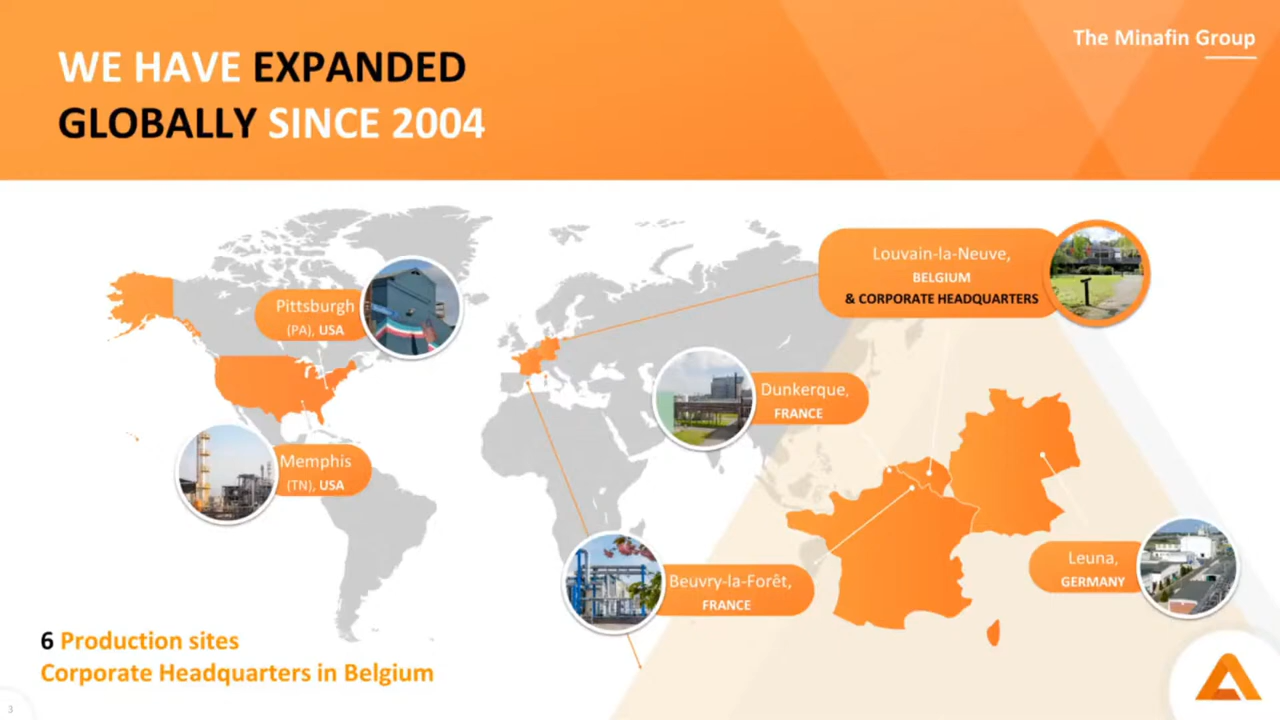 The Minafin Group
WE HAVE EXPANDED
GLOBALLY SINCE 2004
Louvain-la-Neuve,
BELGIUM
& CORPORATE HEADQUARTERS
Pittsburgh
(PA), USA
Dunkerque,
FRANCE
Memphis
(TN), USA
Leuna,
GERMANY
Beuvry-la-Forêt,
FRANCE
6 Production sites
Corporate Headquarters in Belgium
3